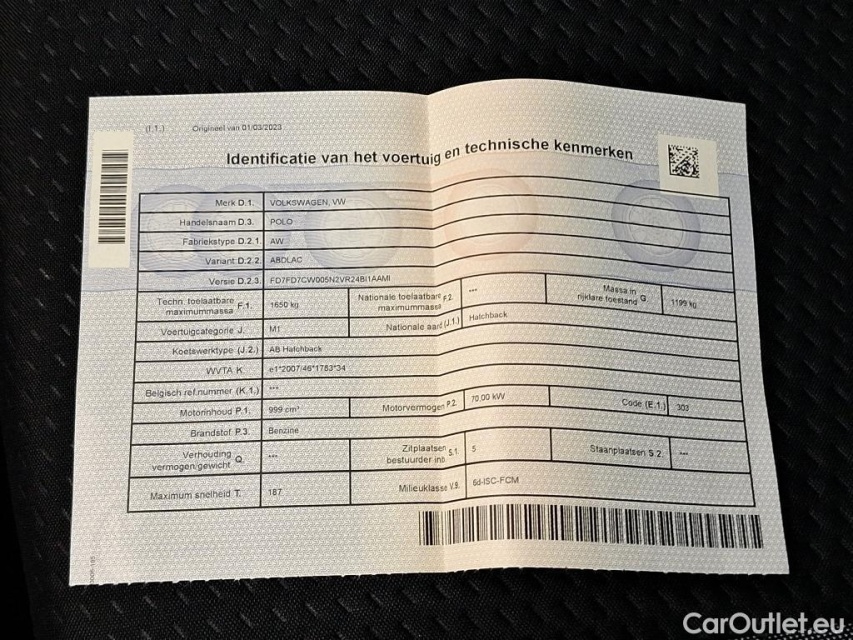 (I.1.) Origineel van 01/03/2023
Identificatie van het voertuig en technische kenmerken
Merk D.1. VOLKSWAGEN, VW
Handelsnaam D.3. POLO
Fabriekstype D.2.1. AW
Variant D.2.2. ABDLAC
Versie D.2.3. FD7FD7CW005N2VR24BI1AAMI
Techn. toelaatbare maximummassa F.1. 1650 kg Nationale toelaatbare maximummassa F.2. --- Massa in rijklare toestand G 1199 kg
Voertuigcategorie J. M1 Nationale aard (J.1.) Hatchback
Koetswerktype (J.2.) AB Hatchback
WVTA K. e1*2007/46*1783*34
Belgisch ref.nummer (K.1.) ---
Motorinhoud P.1. 999 cm³ Motorvermogen P.2. 70,00 kW Code (E.1.) 303
Brandstof P.3. Benzine
Verhouding vermogen/gewicht Q. --- Zitplaatsen bestuurder inb. S.1. 5 Staanplaatsen S.2. ---
Maximum snelheid T. 187 Milieuklasse V.9. 6d-ISC-FCM
CarOutlet.eu